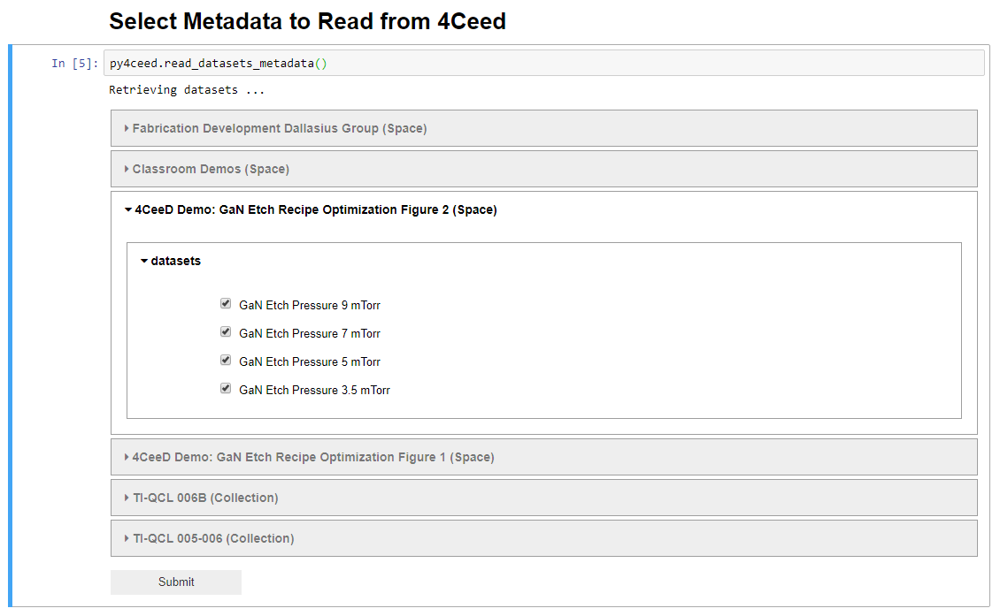 Select Metadata to Read from 4Ceed
In [5]: py4ceed.read_datasets_metadata()
Retrieving datasets ...
Fabrication Development Dallasius Group (Space)
Classroom Demos (Space)
4CeeD Demo: GaN Etch Recipe Optimization Figure 2 (Space)
datasets
GaN Etch Pressure 9 mTorr
GaN Etch Pressure 7 mTorr
GaN Etch Pressure 5 mTorr
GaN Etch Pressure 3.5 mTorr
4CeeD Demo: GaN Etch Recipe Optimization Figure 1 (Space)
TI-QCL 006B (Collection)
TI-QCL 005-006 (Collection)
Submit